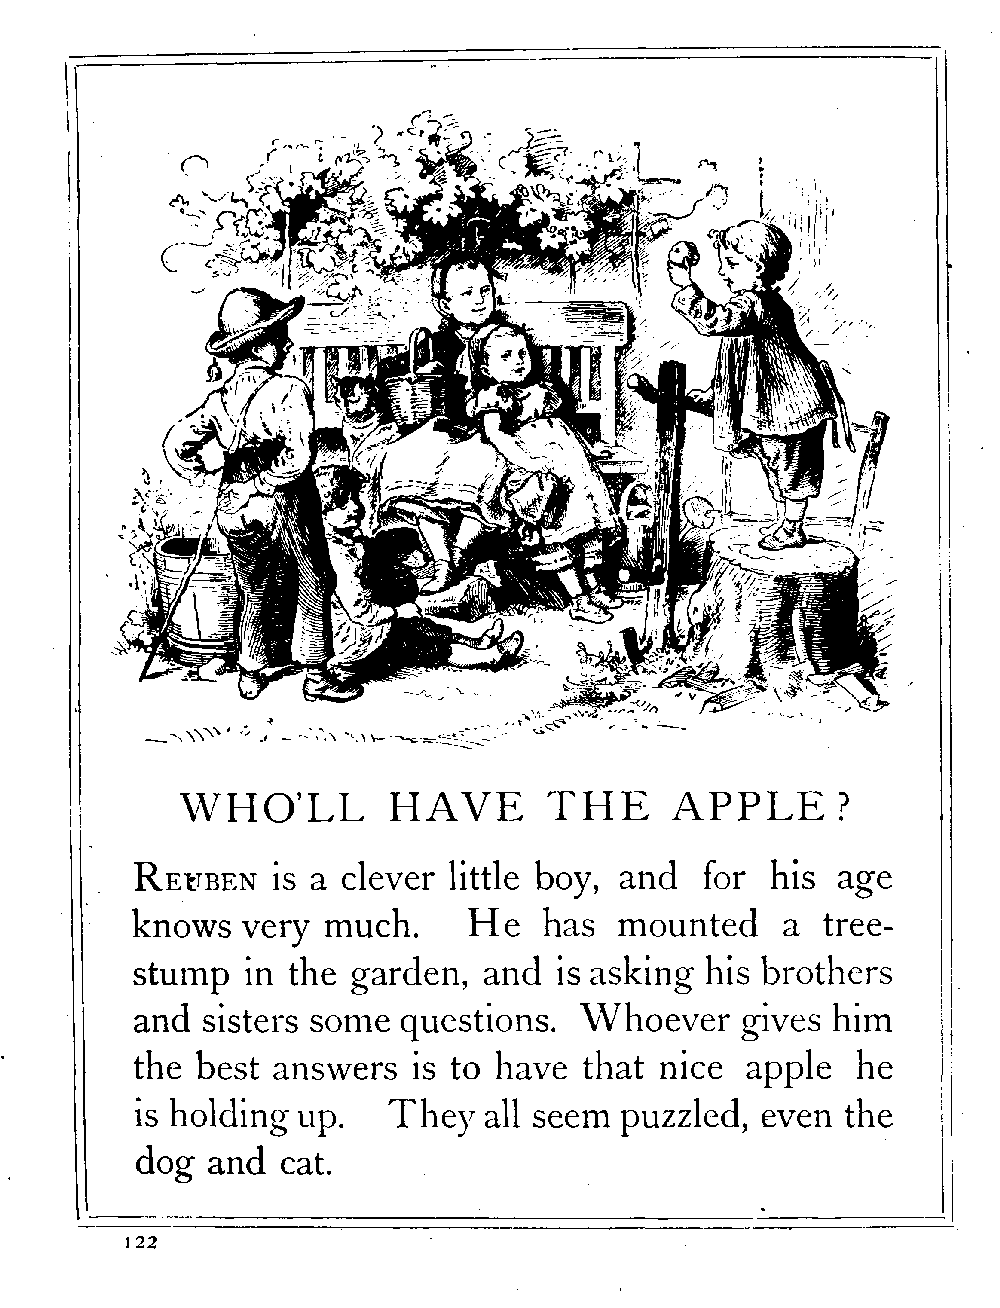 WHO'LL HAVE THE APPLE?
REUBEN is a clever little boy, and for his age
knows very much. He has mounted a tree-
stump in the garden, and is asking his brothers
and sisters some questions. Whoever gives him
the best answers is to have that nice apple he
is holding up. They all seem puzzled, even the
dog and cat.
122